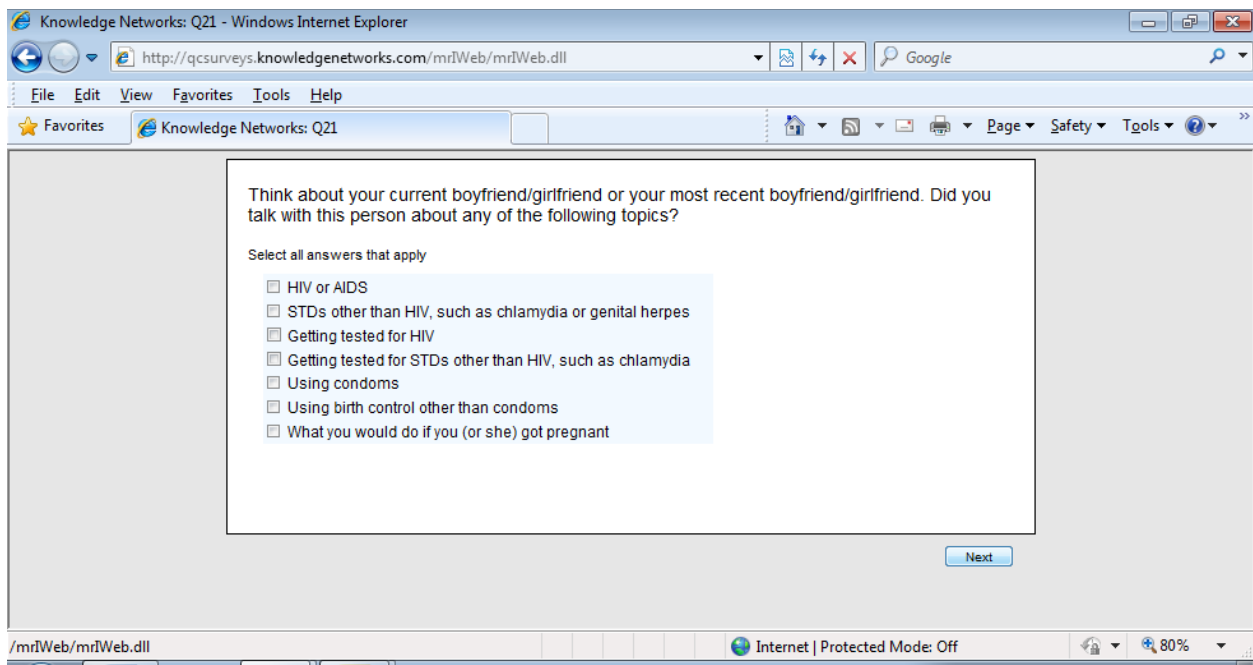 Knowledge Networks: Q21 - Windows Internet Explorer
http://qcsurveys.knowledgenetworks.com/mrIWeb/mrIWeb.dll
Google
File Edit View Favorites Tools Help
Favorites Knowledge Networks: Q21 Page Safety Tools
Think about your current boyfriend/girlfriend or your most recent boyfriend/girlfriend. Did you
talk with this person about any of the following topics?
Select all answers that apply
HIV or AIDS
STDs other than HIV, such as chlamydia or genital herpes
Getting tested for HIV
Getting tested for STDs other than HIV, such as chlamydia
Using condoms
Using birth control other than condoms
What you would do if you (or she) got pregnant
Next
/mrIWeb/mrIWeb.dll Internet | Protected Mode: Off 80%